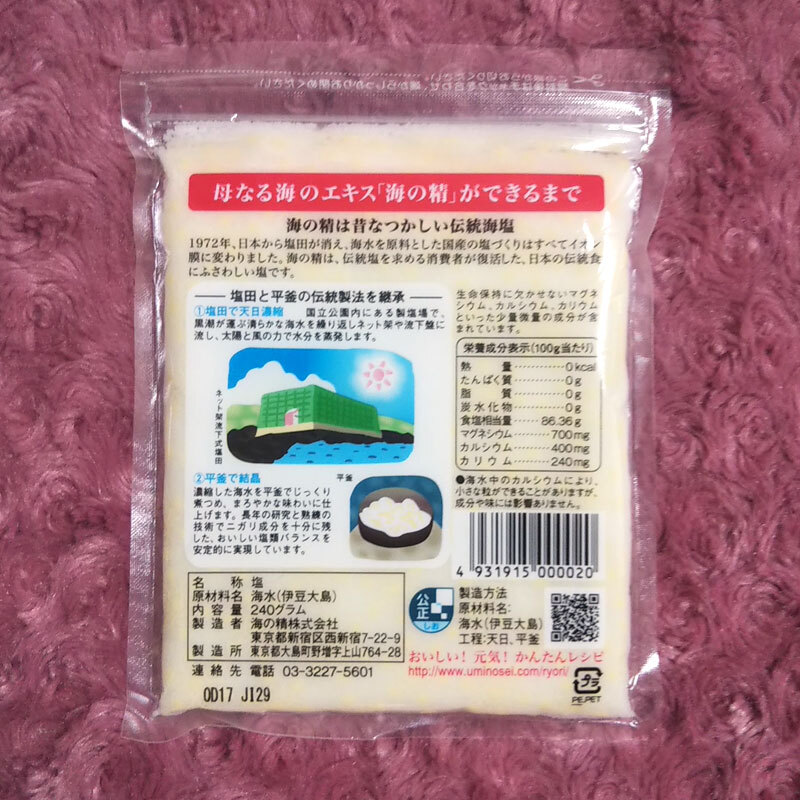 母なる海のエキス「海の精」ができるまで
海の精は昔なつかしい伝統海塩
1972年、日本から塩田が消え、海水を原料とした国産の塩づくりはすべてイオン
膜に変わりました。海の精は、伝統塩を求める消費者が復活した、日本の伝統食
にふさわしい塩です。
塩田と平釜の伝統製法を継承
①塩田で天日濃縮 国立公園内にある製塩場で、
黒潮が運ぶ清らかな海水を繰り返しネット架や流下盤に
流し、太陽と風の力で水分を蒸発します。
ネット架流下式塩田
②平釜で結晶
濃縮した海水を平釜でじっくり
煮つめ、まろやかな味わいに仕
上げます。長年の研究と熟練の
技術でニガリ成分を十分に残
した、おいしい塩類バランスを
安定的に実現しています。
平釜
生命保持に欠かせないマグネ
シウム、カルシウム、カリウム
といった少量微量の成分が含
まれています。
栄養成分表示(100g当たり)
熱量…………0kcal
たんぱく質…………0g
脂質…………0g
炭水化物…………0g
食塩相当量………86.36g
マグネシウム………700mg
カルシウム…………400mg
カリウム…………240mg
●海水中のカルシウムにより、
小さな粒ができることがありますが、
成分や味には影響ありません。
4 931915 000020
名称 塩
原材料名 海水(伊豆大島)
内容量 240グラム
製造者 海の精株式会社
東京都新宿区西新宿7-22-9
製造所 東京都大島町野増字上山764-28
連絡先 電話 03-3227-5601
OD17 J129
公正
しお
製造方法
原材料名:
海水(伊豆大島)
工程:天日、平釜
おいしい!元気!かんたんレシピ
http://www.uminosei.com/ryori/
プラ
PE,PET